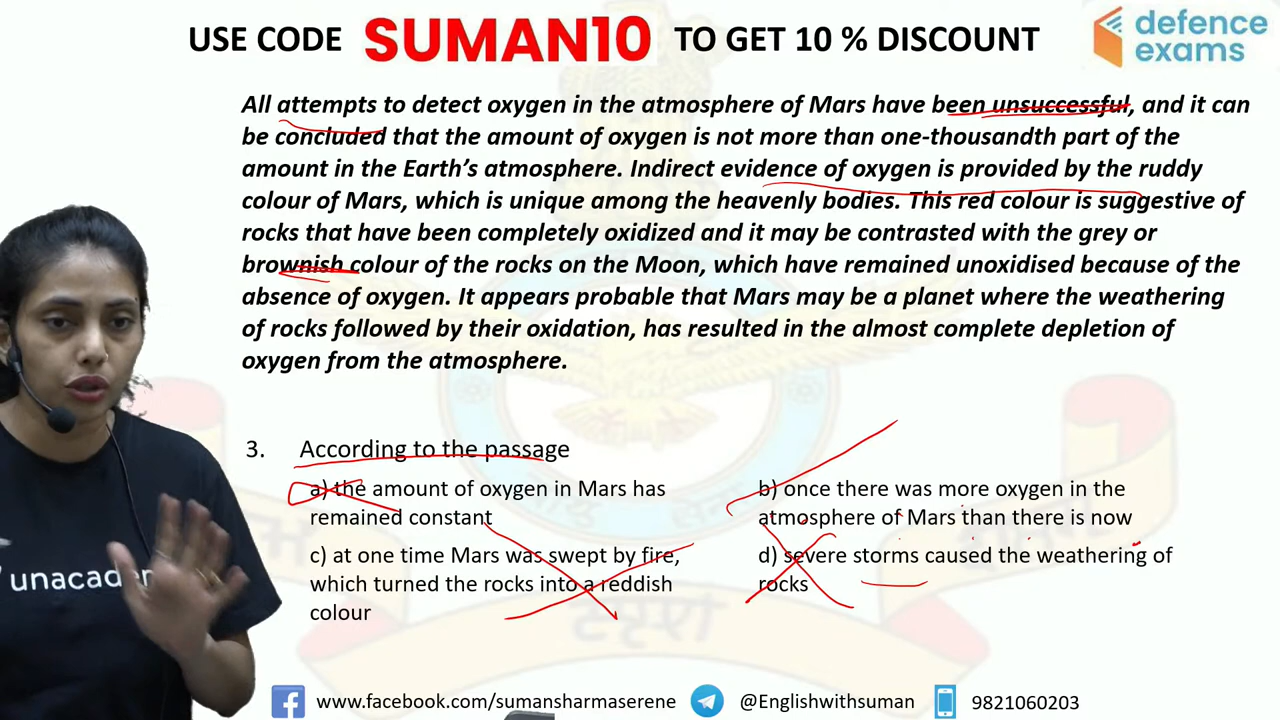 USE CODE SUMAN10 TO GET 10 % DISCOUNT
defence
exams
All attempts to detect oxygen in the atmosphere of Mars have been unsuccessful, and it can
be concluded that the amount of oxygen is not more than one-thousandth part of the
amount in the Earth's atmosphere. Indirect evidence of oxygen is provided by the ruddy
colour of Mars, which is unique among the heavenly bodies. This red colour is suggestive of
rocks that have been completely oxidized and it may be contrasted with the grey or
brownish colour of the rocks on the Moon, which have remained unoxidised because of the
absence of oxygen. It appears probable that Mars may be a planet where the weathering
of rocks followed by their oxidation, has resulted in the almost complete depletion of
oxygen from the atmosphere.
3. According to the passage
a) the amount of oxygen in Mars has
remained constant
b) once there was more oxygen in the
atmosphere of Mars than there is now
c) at one time Mars was swept by fire,
which turned the rocks into a reddish
colour
d) severe storms caused the weathering of
rocks
www.facebook.com/sumansharmaserene @Englishwithsuman 9821060203